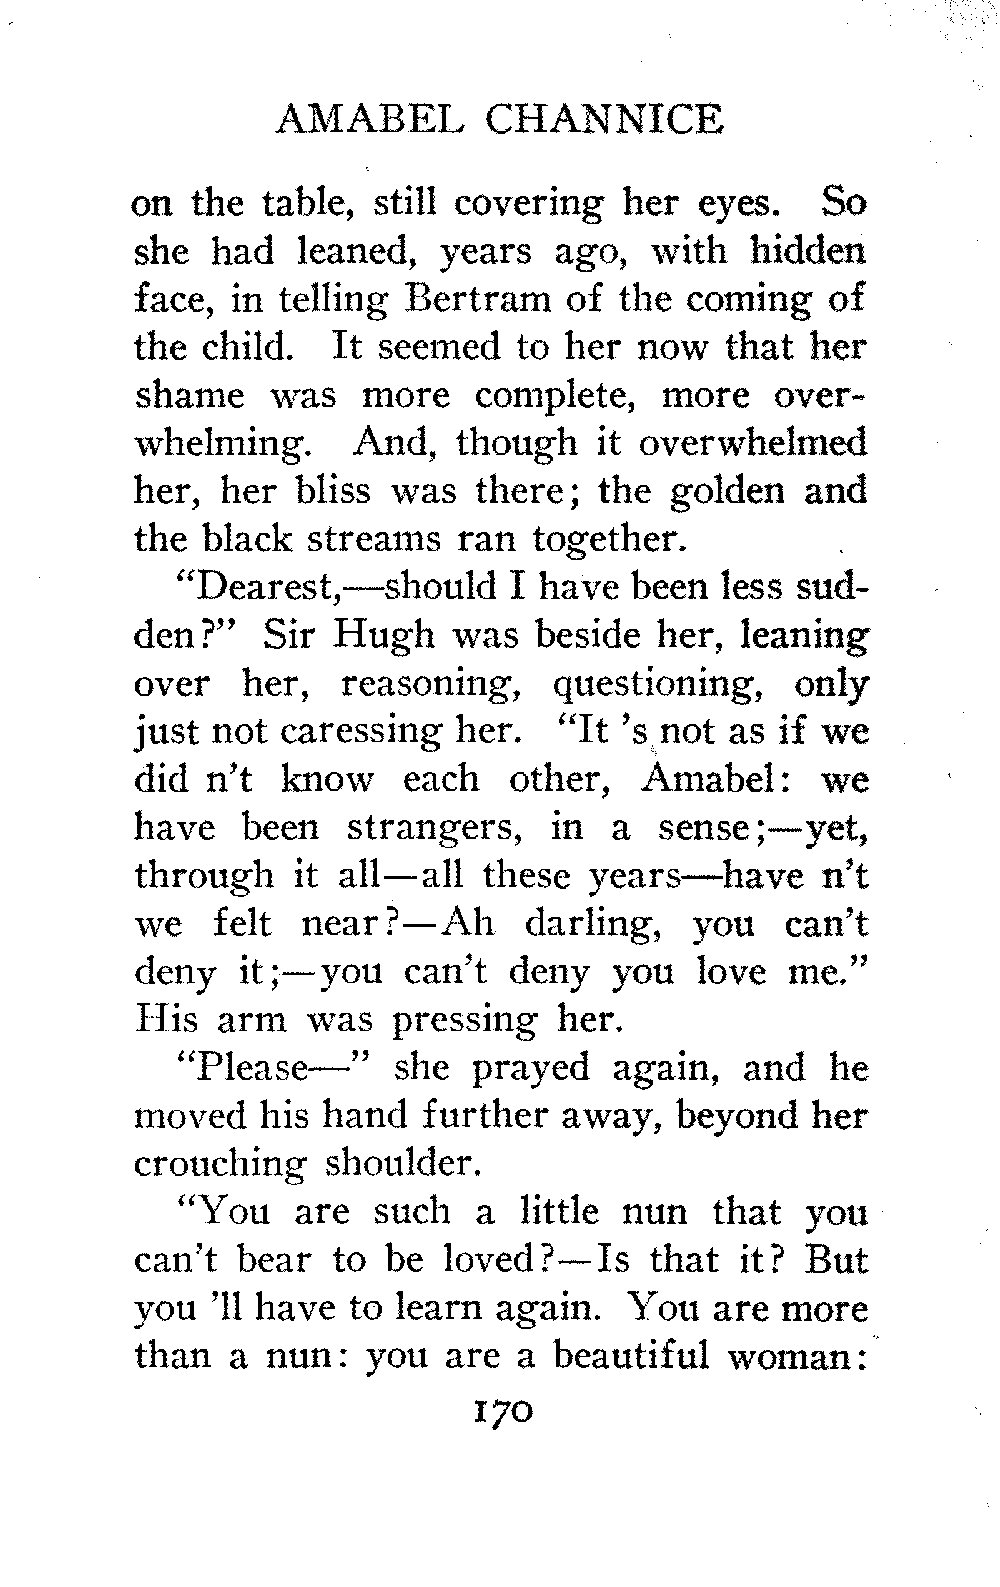 AMABEL CHANNICE
on the table, still covering her eyes. So
she had leaned, years ago, with hidden
face, in telling Bertram of the coming of
the child. It seemed to her now that her
shame was more complete, more over-
whelming. And, though it overwhelmed
her, her bliss was there; the golden and
the black streams ran together.
"Dearest,—should I have been less sud-
den?" Sir Hugh was beside her, leaning
over her, reasoning, questioning, only
just not caressing her. "It 's not as if we
did n't know each other, Amabel: we
have been strangers, in a sense;—yet,
through it all—all these years—have n't
we felt near?—Ah darling, you can't
deny it;—you can't deny you love me."
His arm was pressing her.
"Please—" she prayed again, and he
moved his hand further away, beyond her
crouching shoulder.
"You are such a little nun that you
can't bear to be loved?—Is that it? But
you 'll have to learn again. You are more
than a nun: you are a beautiful woman:
170